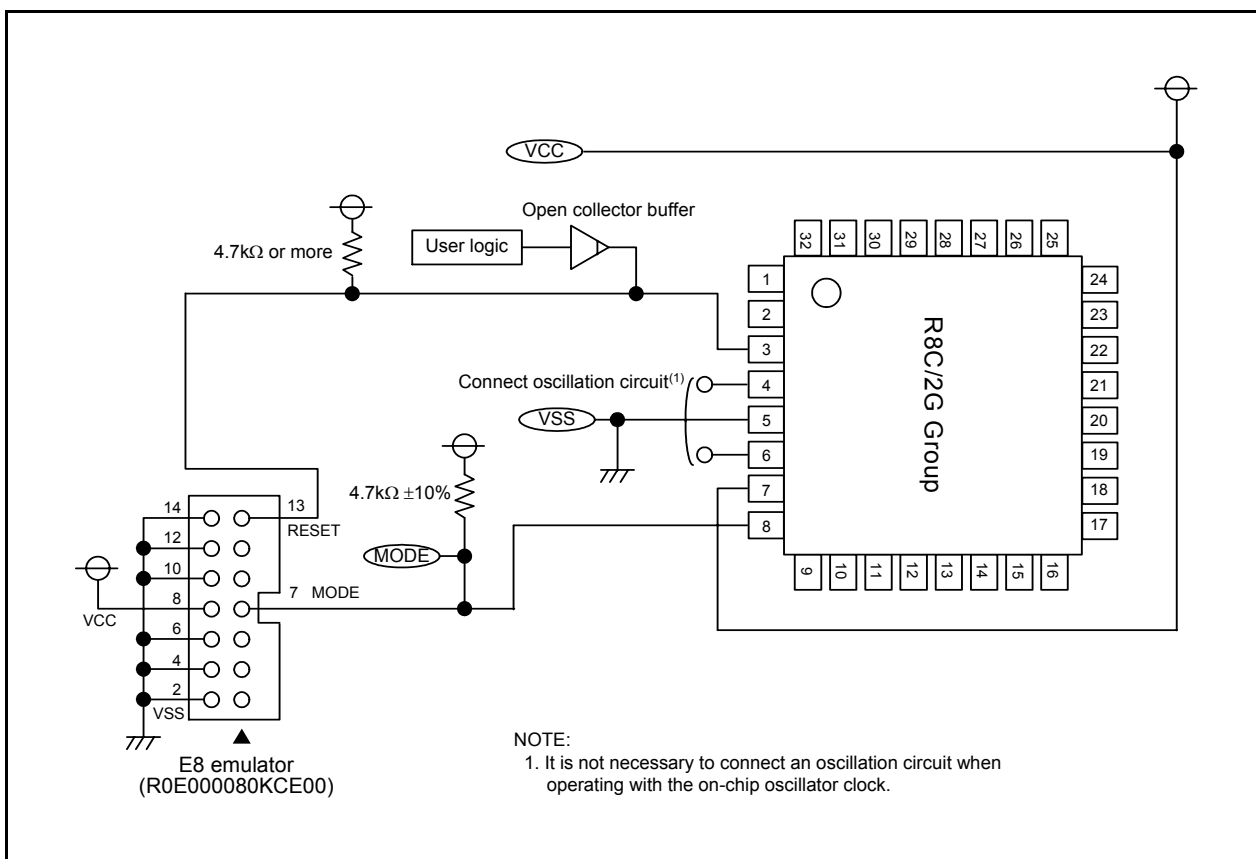 VCC
Open collector buffer
4.7kΩ or more
User logic
32 31 30 29 28 27 26 25
1
2
3
4
5
6
7
8
24
23
22
21
20
19
18
17
9 10 11 12 13 14 15 16
R8C/2G Group
Connect oscillation circuit(1)
VSS
4.7kΩ ±10%
MODE
14
13
RESET
12
10
8
7 MODE
VCC
6
4
2
VSS
E8 emulator
(R0E000080KCE00)
NOTE:
1. It is not necessary to connect an oscillation circuit when
operating with the on-chip oscillator clock.